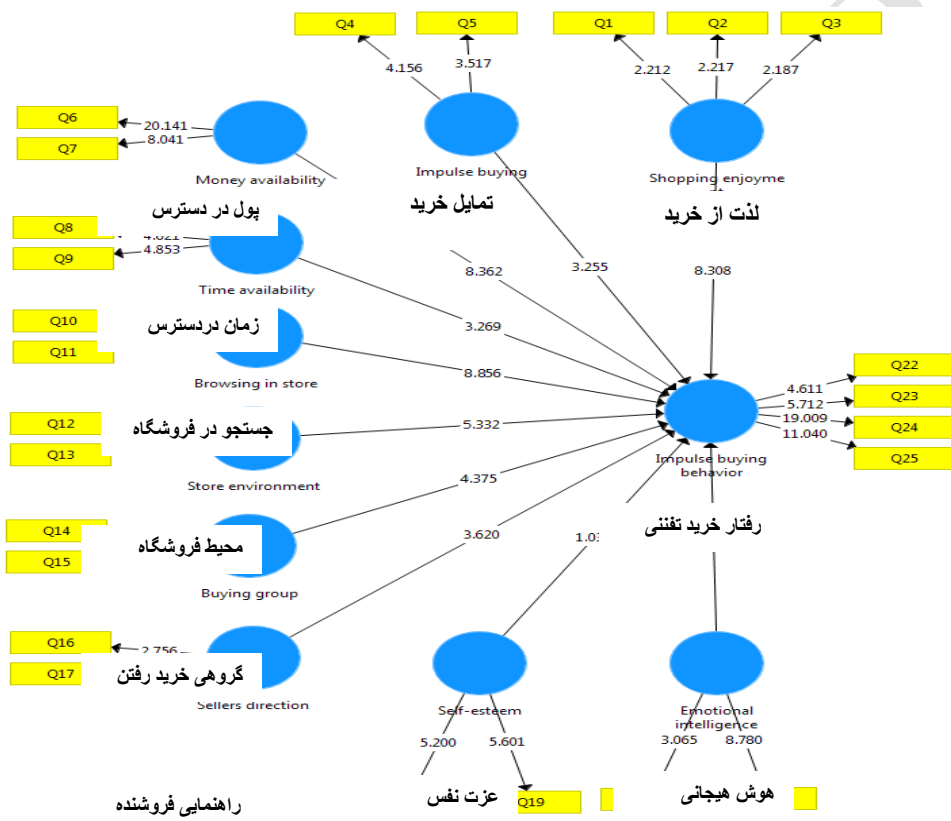 Q4
Q5
Q1
Q2
Q3
4.156
3.517
2.212
2.217
2.187
Q6
Q7
20.141
8.041
Money availability
Impulse buying
Shopping enjoyme
پول در دسترس
تمایل خرید
لذت از خرید
Q8
Q9
4.853
Time availability
8.362
3.255
8.308
زمان دردسترس
Q10
Q11
3.269
8.856
Browsing in store
Q22
Q23
Q24
Q25
4.611
5.712
19.009
11.040
Impulse buying
behavior
جستجو در فروشگاه
Q12
Q13
5.332
Store environment
4.375
رفتار خرید تفننی
محیط فروشگاه
Q14
Q15
3.620
Buying group
Q16
Q17
2.756
گروهی خرید رفتن
Sellers direction
Self-esteem
Emotional
intelligence
5.200
5.601
3.065
8.780
راهنمایی فروشنده
عزت نفس
Q19
هوش هیجانی